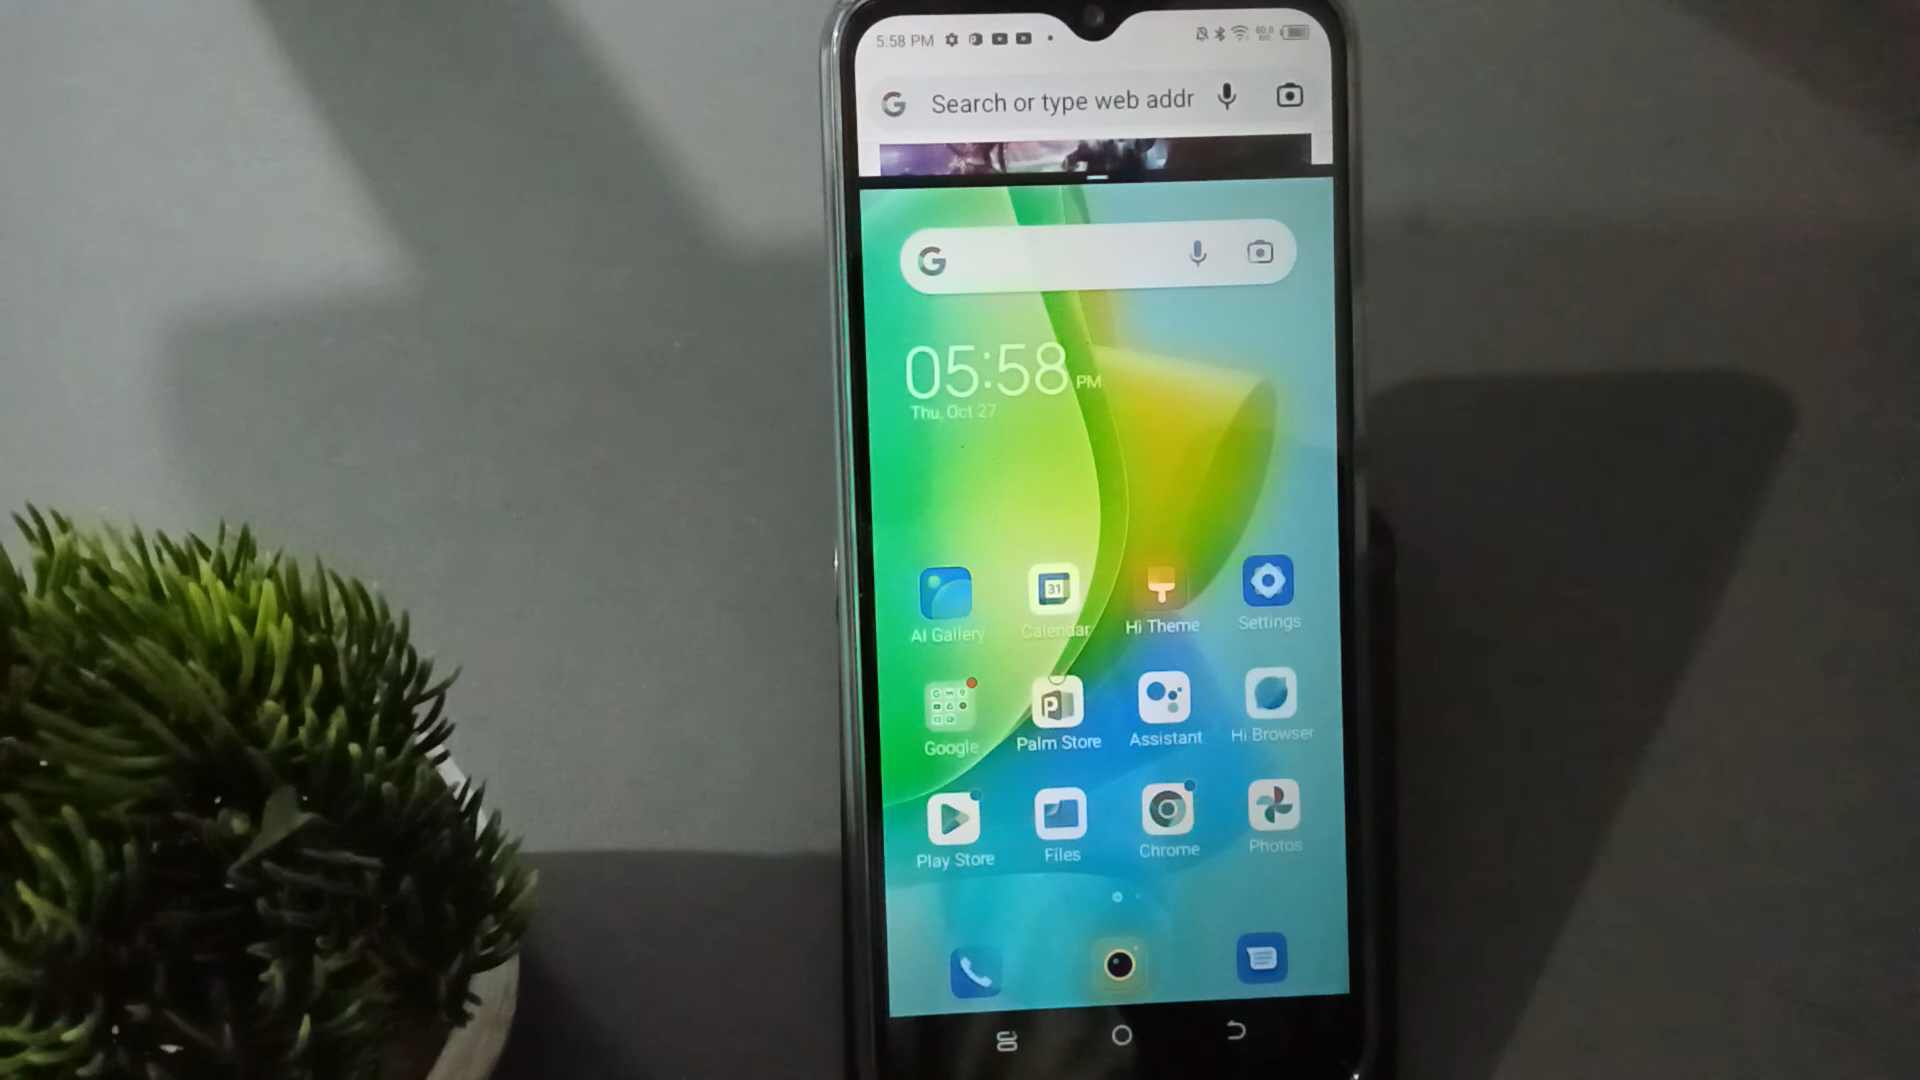 5:58 PM
Search or type web addr
05:58 PM
Thu, Oct 27
31
AI Gallery Calendar Hi Theme Settings
Google Palm Store Assistant Hi Browser
Play Store Files Chrome Photos